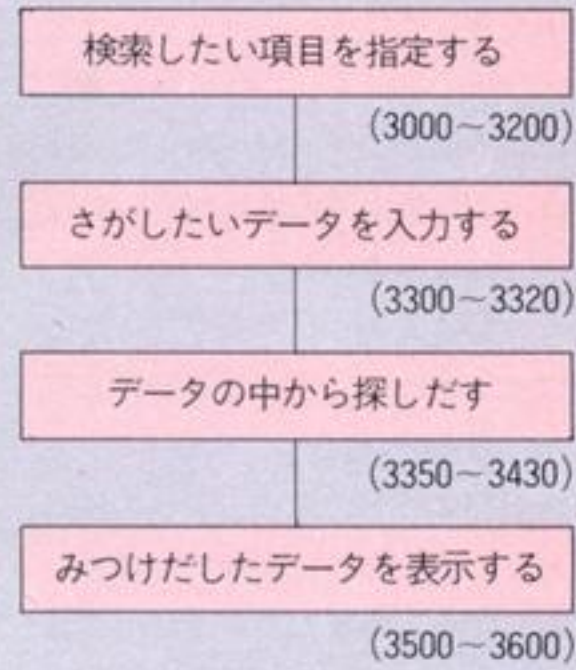 検索したい項目を指定する
(3000～3200)
さがしたいデータを入力する
(3300～3320)
データの中から探しだす
(3350～3430)
みつけだしたデータを表示する
(3500～3600)